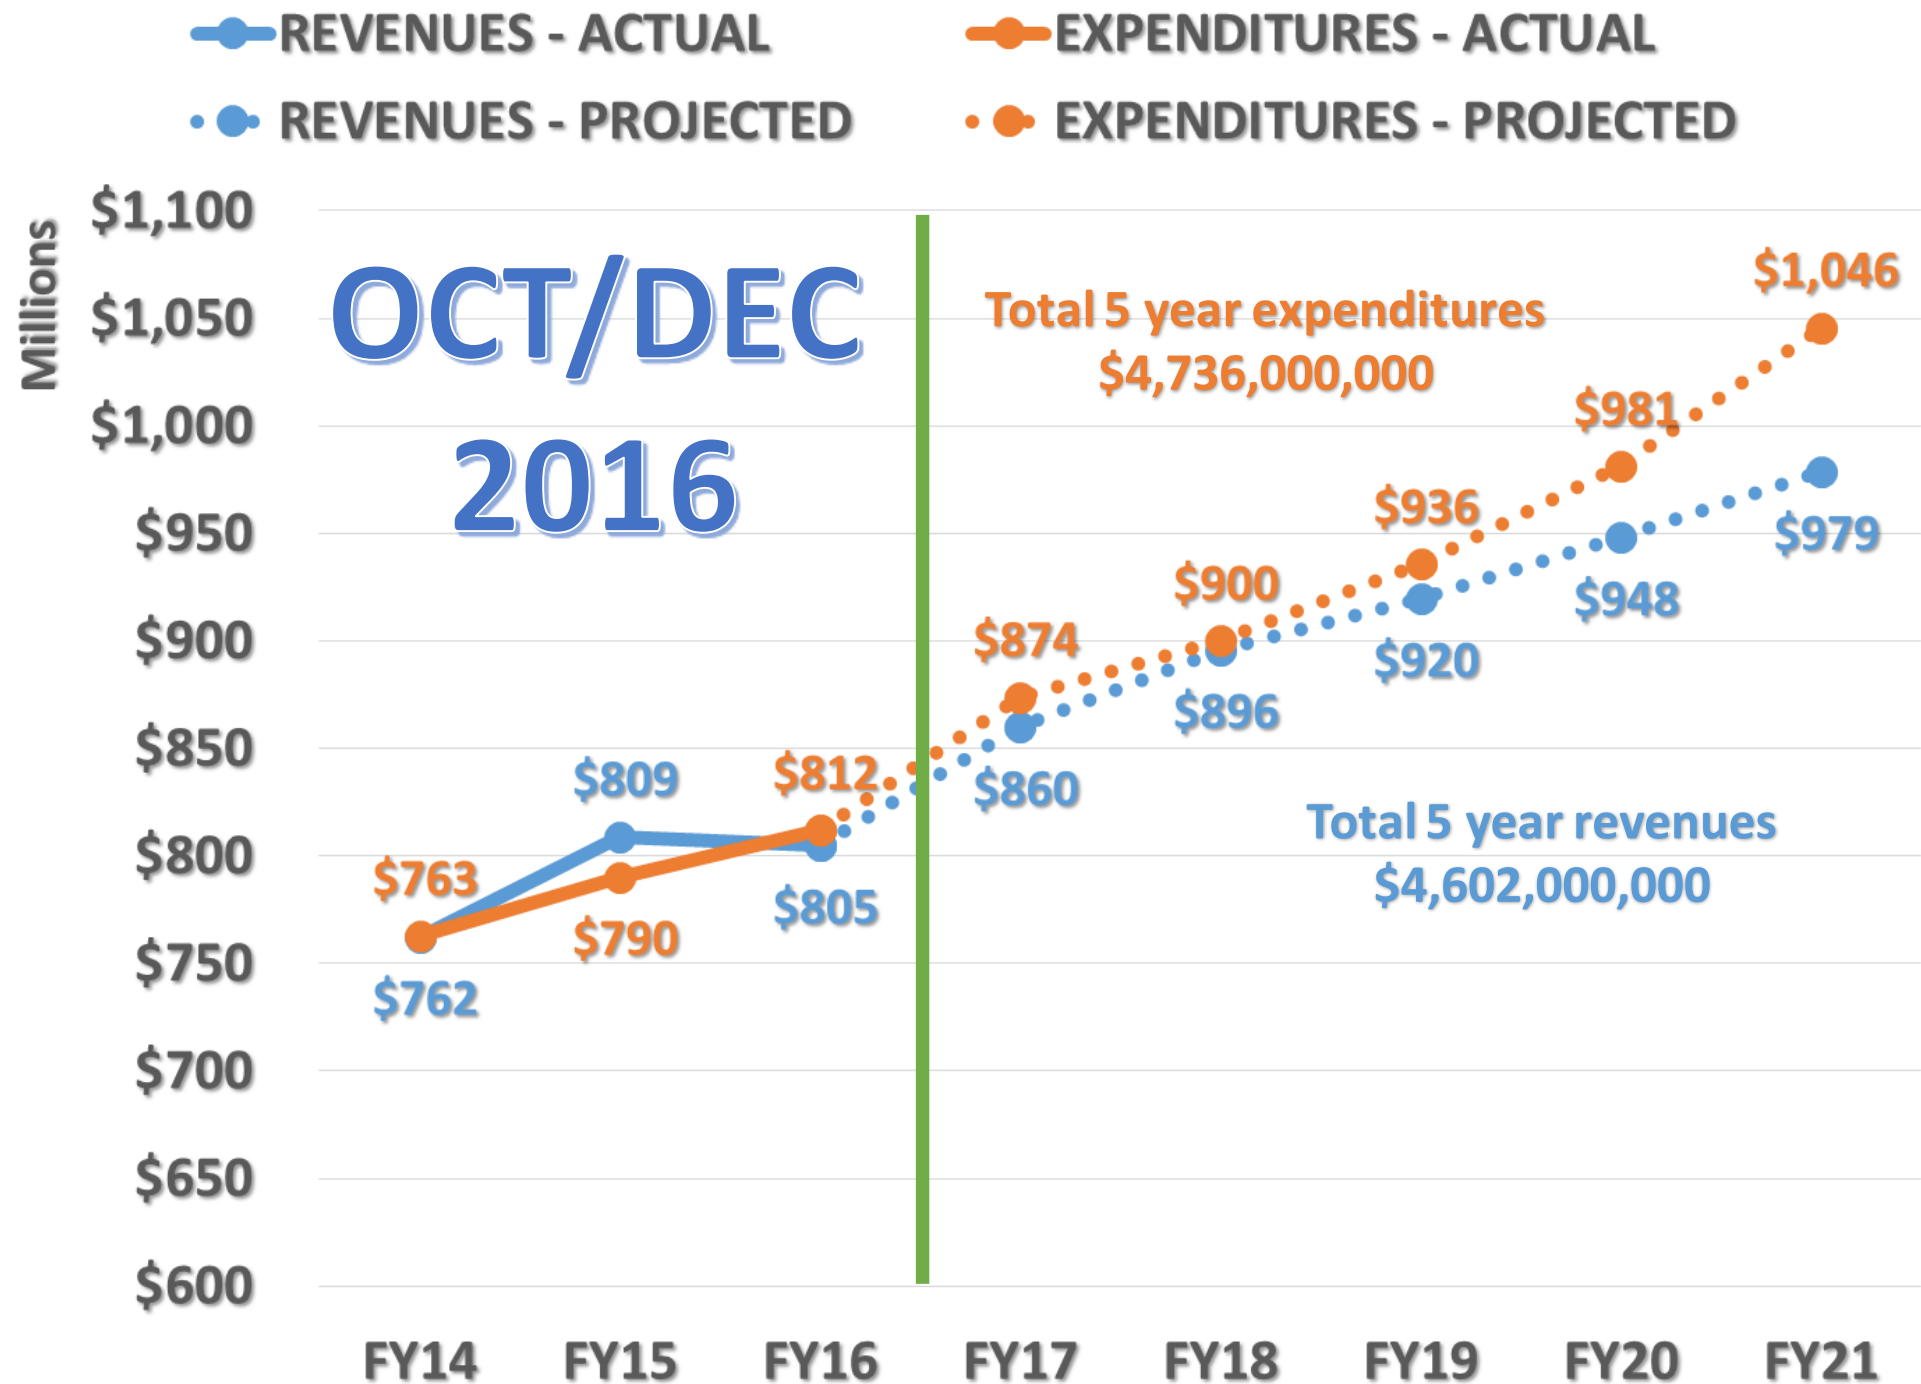 REVENUES - ACTUAL
EXPENDITURES - ACTUAL
REVENUES - PROJECTED
EXPENDITURES - PROJECTED
Millions
$1,100
$1,050
$1,000
$950
$900
$850
$800
$750
$700
$650
$600
OCT/DEC
2016
Total 5 year expenditures
$4,736,000,000
$1,046
$981
$936
$900
$874
$812
$763
$790
$809
$762
$805
$860
$896
$920
$948
$979
Total 5 year revenues
$4,602,000,000
FY14
FY15
FY16
FY17
FY18
FY19
FY20
FY21